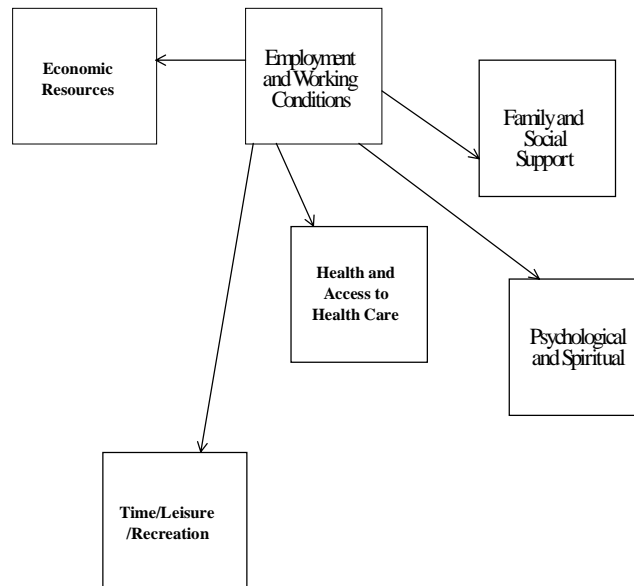 Economic
Resources
Employment
and Working
Conditions
Family and
Social
Support
Health and
Access to
Health Care
Psychological
and Spiritual
Time/Leisure
/Recreation